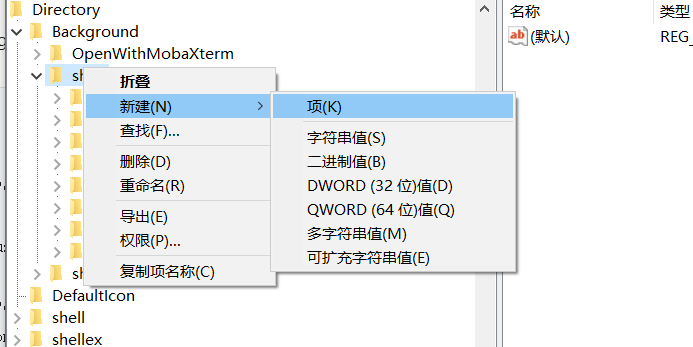 Directory
Background
OpenWithMobaXterm
sh
折叠
新建(N)
查找(F)...
删除(D)
重命名(R)
导出(E)
权限(P)...
复制项名称(C)
项(K)
字符串值(S)
二进制值(B)
DWORD (32 位)值(D)
QWORD (64 位)值(Q)
多字符串值(M)
可扩充字符串值(E)
sh
DefaultIcon
shell
shellex
名称
(默认)
REG_